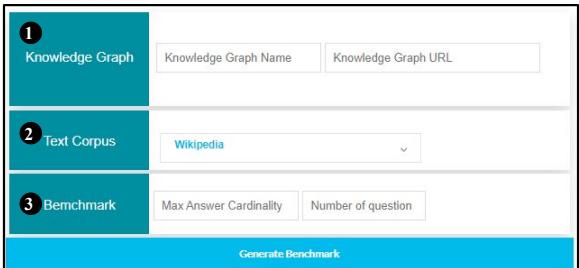 1
Knowledge Graph
Knowledge Graph Name
Knowledge Graph URL
2
Text Corpus
Wikipedia
3
Bemchmark
Max Answer Cardinality
Number of question
Generate Benchmark